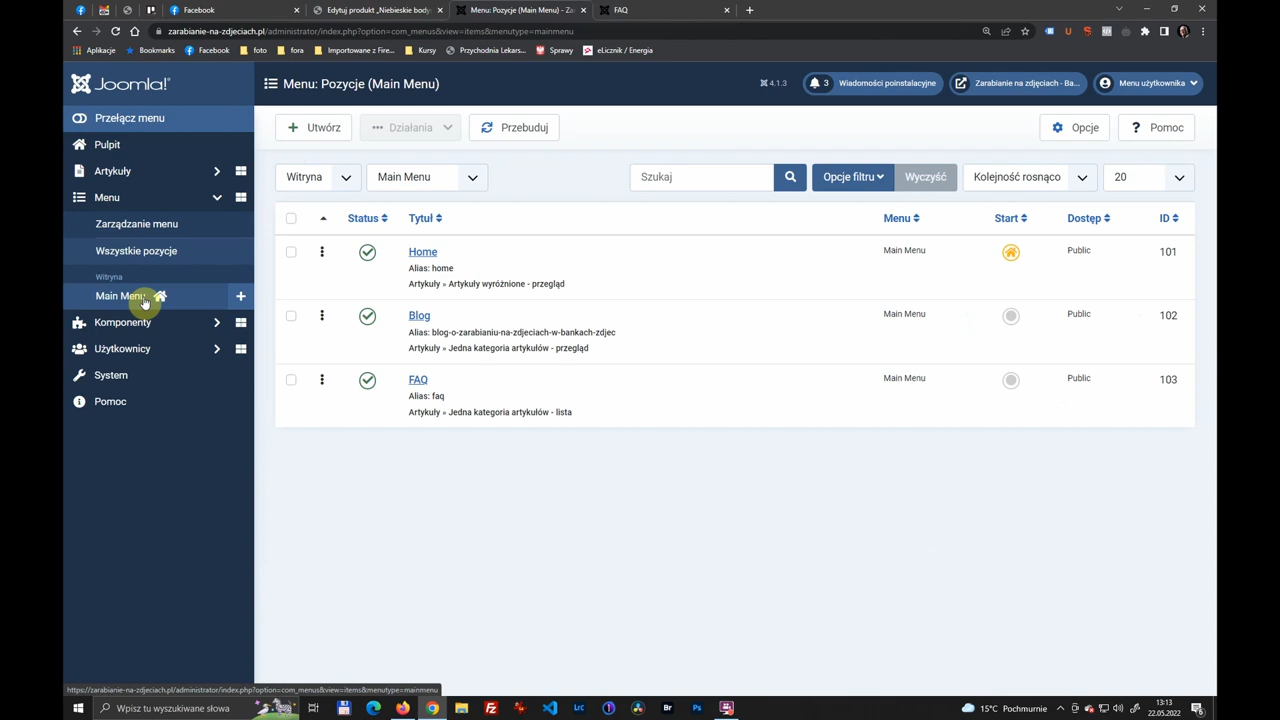 Facebook
Edytuj produkt „Niebieskie body
Menu: Pozycje (Main Menu) - Za
FAQ
zarabianie-na-zdjeciach.pl/administrator/index.php?option=com_menus&view=items&menutype=mainmenu
Aplikacje
Bookmarks
Facebook
foto
fora
Importowane z Fire...
Kursy
Przychodnia Lekars...
Sprawy
eLicznik / Energia
Joomla!
Menu: Pozycje (Main Menu)
4.1.3
3 Wiadomości poinstalacyjne
Zarabianie na zdjęciach - Ba...
Menu użytkownika
Przełącz menu
Pulpit
Artykuły
Menu
Zarządzanie menu
Wszystkie pozycje
Witryna
Main Menu
Komponenty
Użytkownicy
System
Pomoc
Utwórz
Działania
Przebuduj
Opcje
Pomoc
Witryna
Main Menu
Szukaj
Opcje filtru
Wyczyść
Kolejność rosnąco
20
Status
Tytuł
Menu
Start
Dostęp
ID
Home
Main Menu
Public
101
Alias: home
Artykuły » Artykuły wyróżnione - przegląd
Blog
Main Menu
Public
102
Alias: blog-o-zarabianiu-na-zdjeciach-w-bankach-zdjec
Artykuły » Jedna kategoria artykułów - przegląd
FAQ
Main Menu
Public
103
Alias: faq
Artykuły » Jedna kategoria artykułów - lista
https://zarabianie-na-zdjeciach.pl/administrator/index.php?option=com_menus&view=items&menutype=mainmenu
Wpisz tu wyszukiwane słowa
Lrc
Br
Ps
15°C Pochmurnie
13:13
22.05.2022